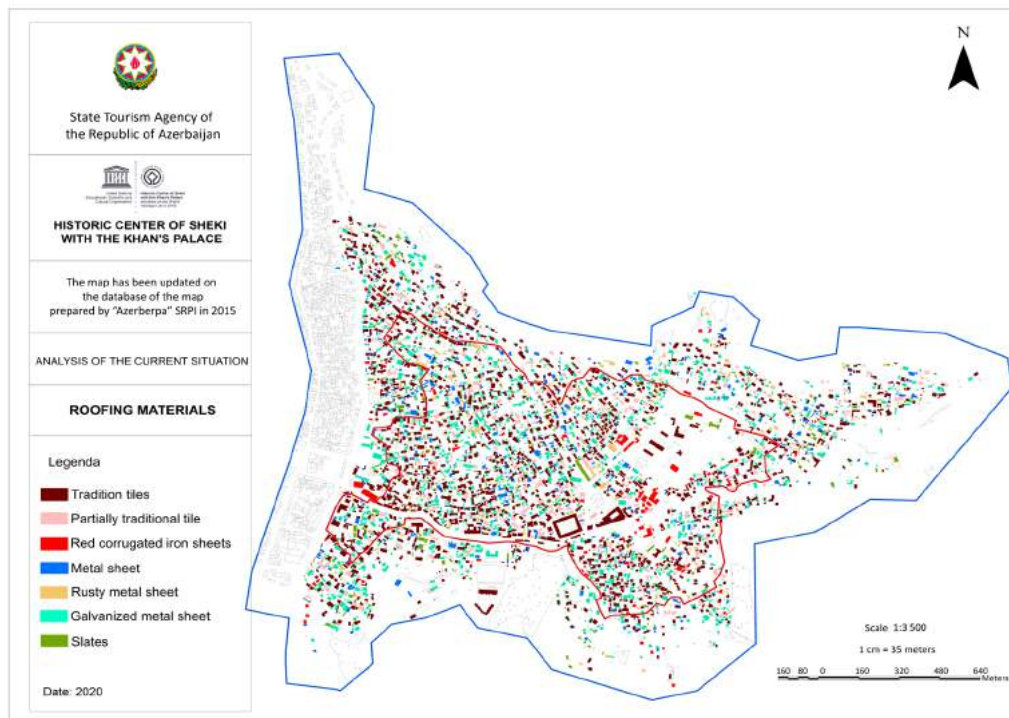 State Tourism Agency of
the Republic of Azerbaijan
HISTORIC CENTER OF SHEKI
WITH THE KHAN'S PALACE
The map has been updated on
the database of the map
prepared by "Azerberpa" SRPI in 2015
ANALYSIS OF THE CURRENT SITUATION
ROOFING MATERIALS
Legenda
Tradition tiles
Partially traditional tile
Red corrugated iron sheets
Metal sheet
Rusty metal sheet
Galvanized metal sheet
Slates
Date: 2020
N
Scale 1:3 500
1 cm = 35 meters
160 80 0 160 320 480 640
Meters